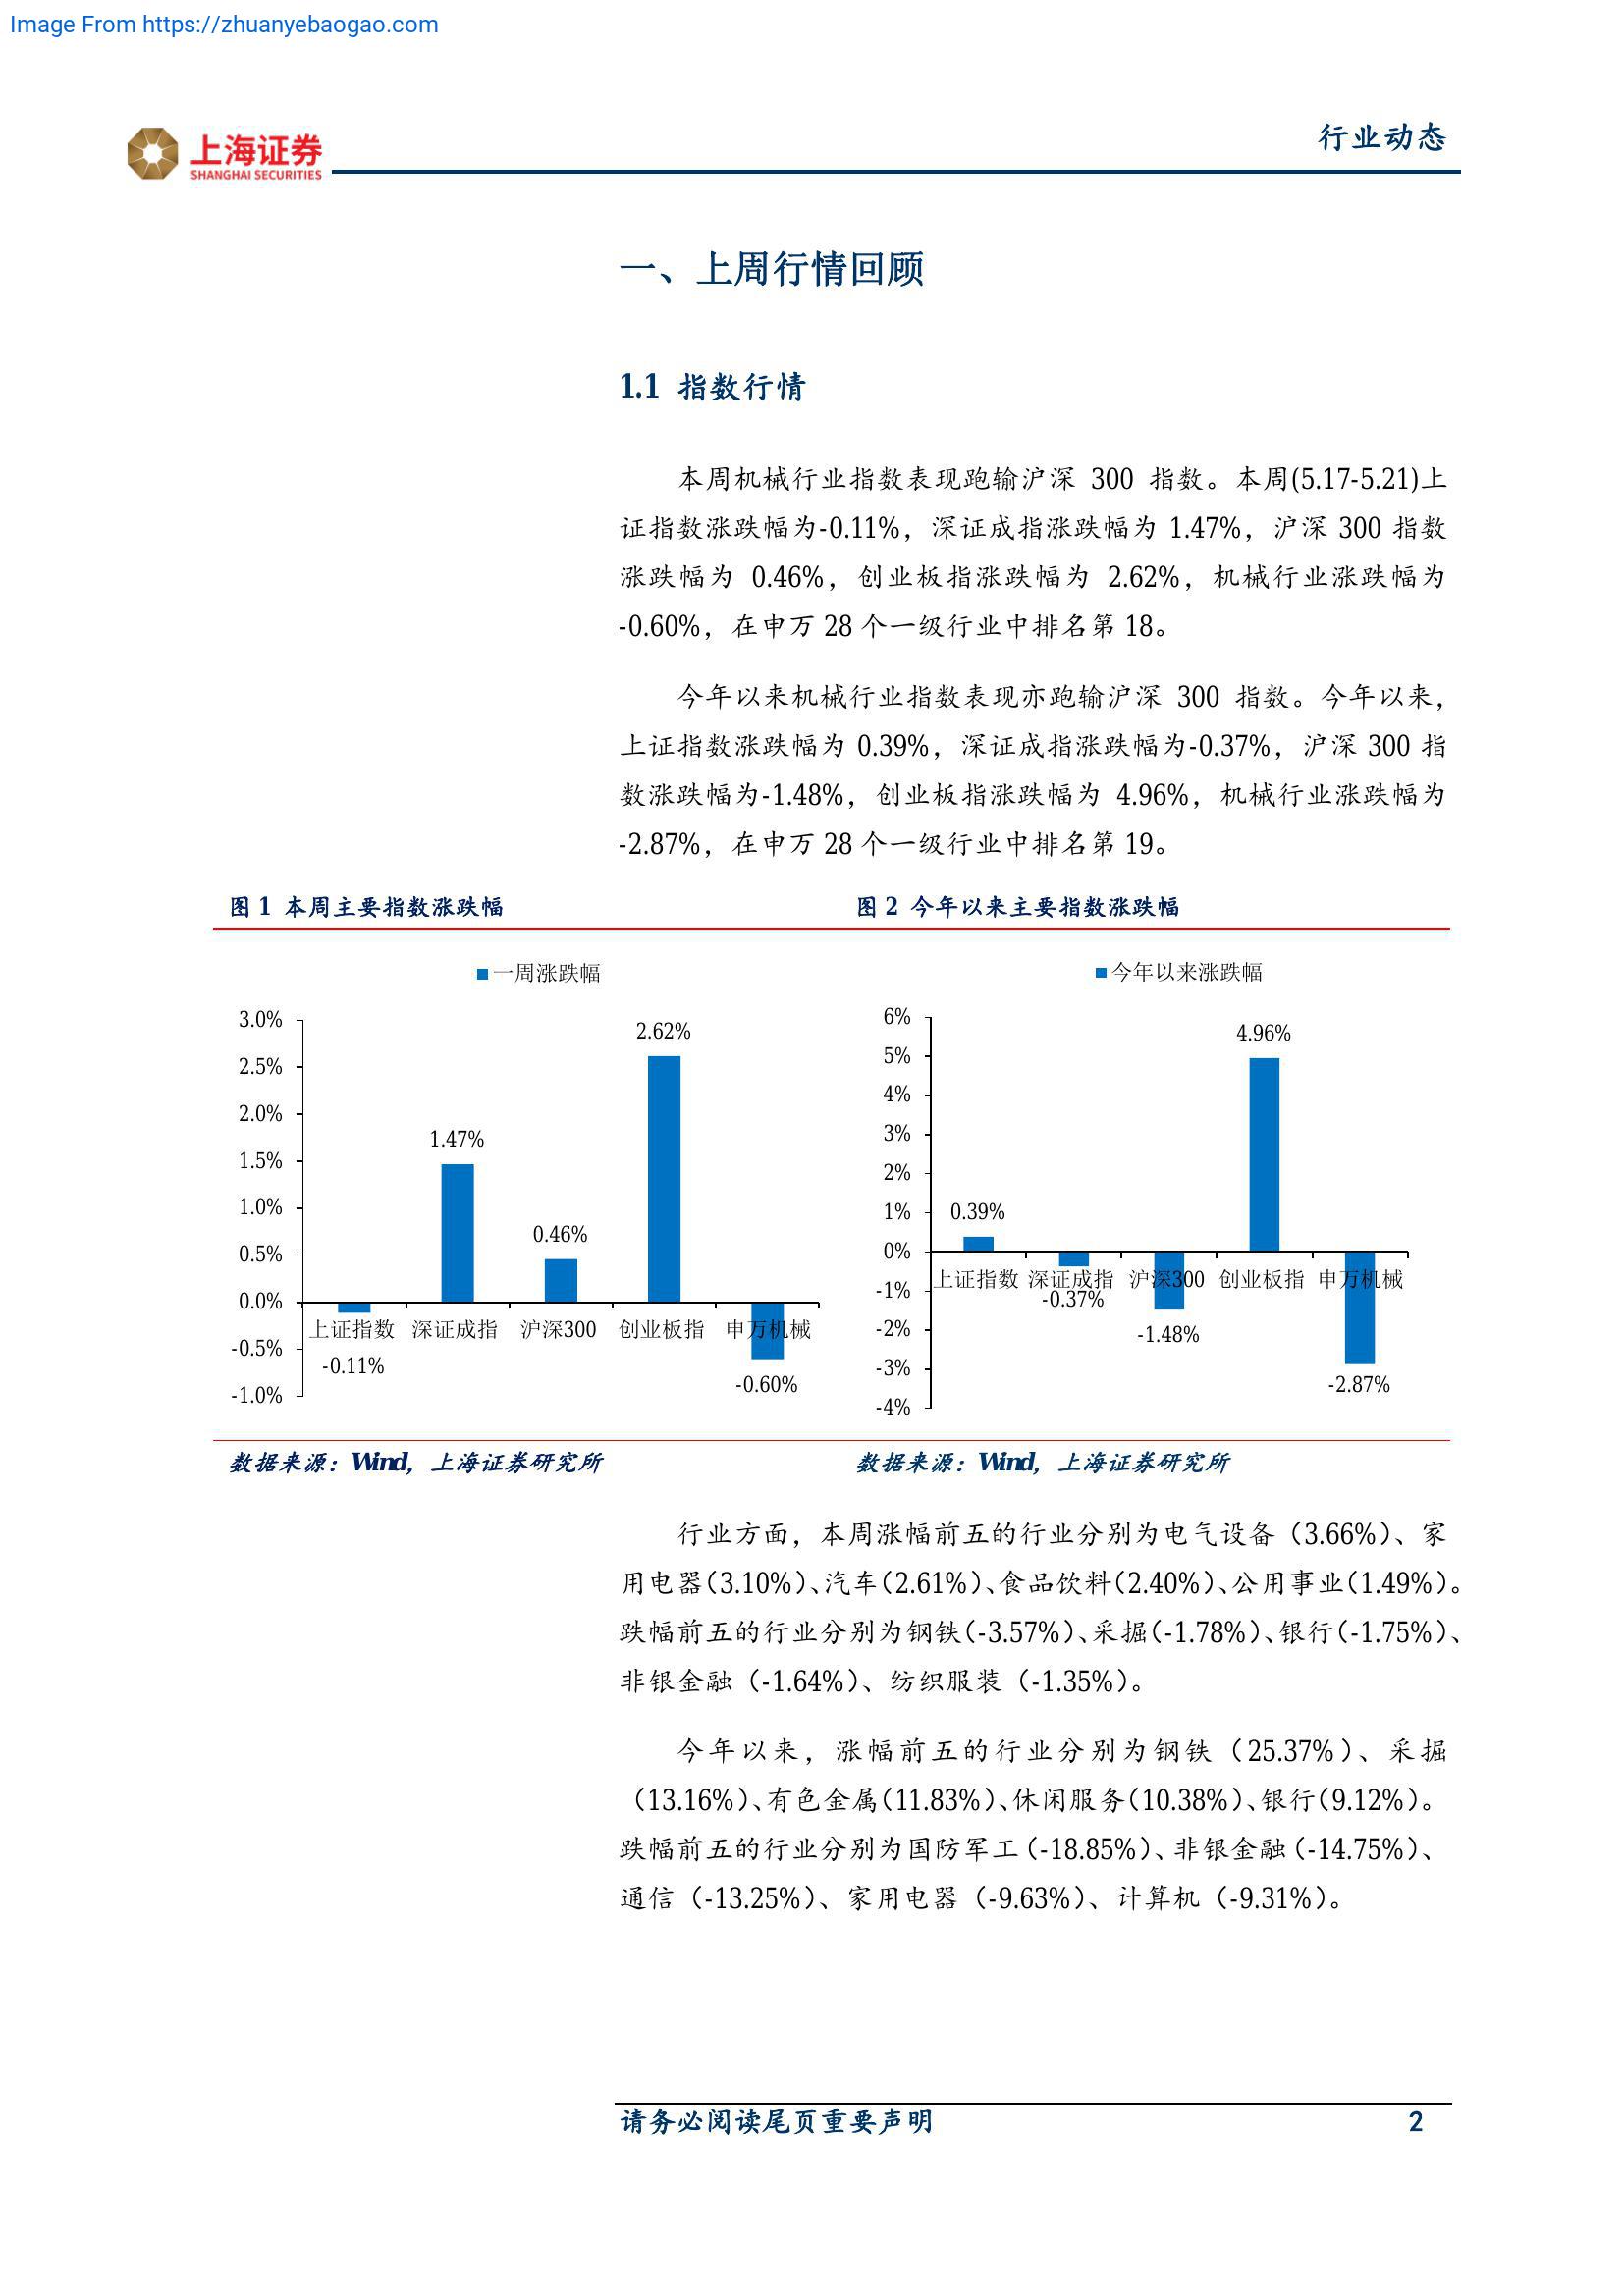 Image From https://zhuanyebaogao.com
上海证券
SHANGHAI SECURITIES
行业动态
一、上周行情回顾
1.1 指数行情
本周机械行业指数表现跑输沪深 300 指数。本周(5.17-5.21)上
证指数涨跌幅为-0.11%，深证成指涨跌幅为 1.47%，沪深 300 指数
涨跌幅为 0.46%，创业板指涨跌幅为 2.62%，机械行业涨跌幅为
-0.60%，在申万 28 个一级行业中排名第 18。
今年以来机械行业指数表现亦跑输沪深 300 指数。今年以来，
上证指数涨跌幅为 0.39%，深证成指涨跌幅为-0.37%，沪深 300 指
数涨跌幅为-1.48%，创业板指涨跌幅为 4.96%，机械行业涨跌幅为
-2.87%，在申万 28 个一级行业中排名第 19。
图 1 本周主要指数涨跌幅
一周涨跌幅
3.0%
2.5%
2.0%
1.5%
1.0%
0.5%
0.0%
-0.5%
-1.0%
2.62%
1.47%
0.46%
上证指数 深证成指 沪深300 创业板指 申万机械
-0.11%
-0.60%
数据来源：Wind，上海证券研究所
图 2 今年以来主要指数涨跌幅
今年以来涨跌幅
6%
5%
4%
3%
2%
1%
0%
-1%
-2%
-3%
-4%
4.96%
0.39%
上证指数 深证成指 沪深300 创业板指 申万机械
-0.37%
-1.48%
-2.87%
数据来源：Wind，上海证券研究所
行业方面，本周涨幅前五的行业分别为电气设备（3.66%）、家
用电器（3.10%）、汽车（2.61%）、食品饮料（2.40%）、公用事业（1.49%）。
跌幅前五的行业分别为钢铁（-3.57%）、采掘（-1.78%）、银行（-1.75%）、
非银金融（-1.64%）、纺织服装（-1.35%）。
今年以来，涨幅前五的行业分别为钢铁（25.37%）、采掘
（13.16%）、有色金属（11.83%）、休闲服务（10.38%）、银行（9.12%）。
跌幅前五的行业分别为国防军工（-18.85%）、非银金融（-14.75%）、
通信（-13.25%）、家用电器（-9.63%）、计算机（-9.31%）。
请务必阅读尾页重要声明
2